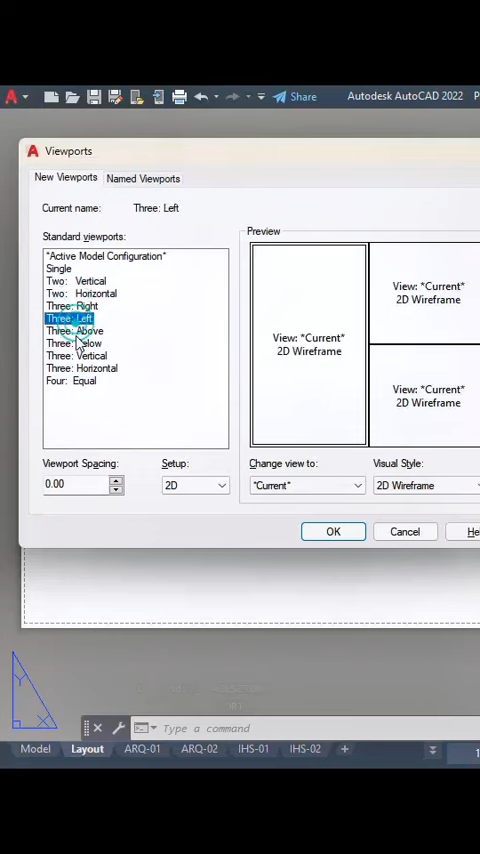 Share
Autodesk AutoCAD 2022
Viewports
New Viewports
Named Viewports
Current name:
Three: Left
Standard viewports:
*Active Model Configuration*
Single
Two: Vertical
Two: Horizontal
Three: Right
Three: Left
Three: Above
Three:
Three: Vertical
Three: Horizontal
Four: Equal
Preview
View: *Current*
2D Wireframe
View: *Current*
2D Wireframe
View: *Current*
2D Wireframe
Viewport Spacing:
0.00
Setup:
2D
Change view to:
*Current*
Visual Style:
2D Wireframe
OK
Cancel
Y
X
Type a command
Model
Layout
ARQ-01
ARQ-02
IHS-01
IHS-02